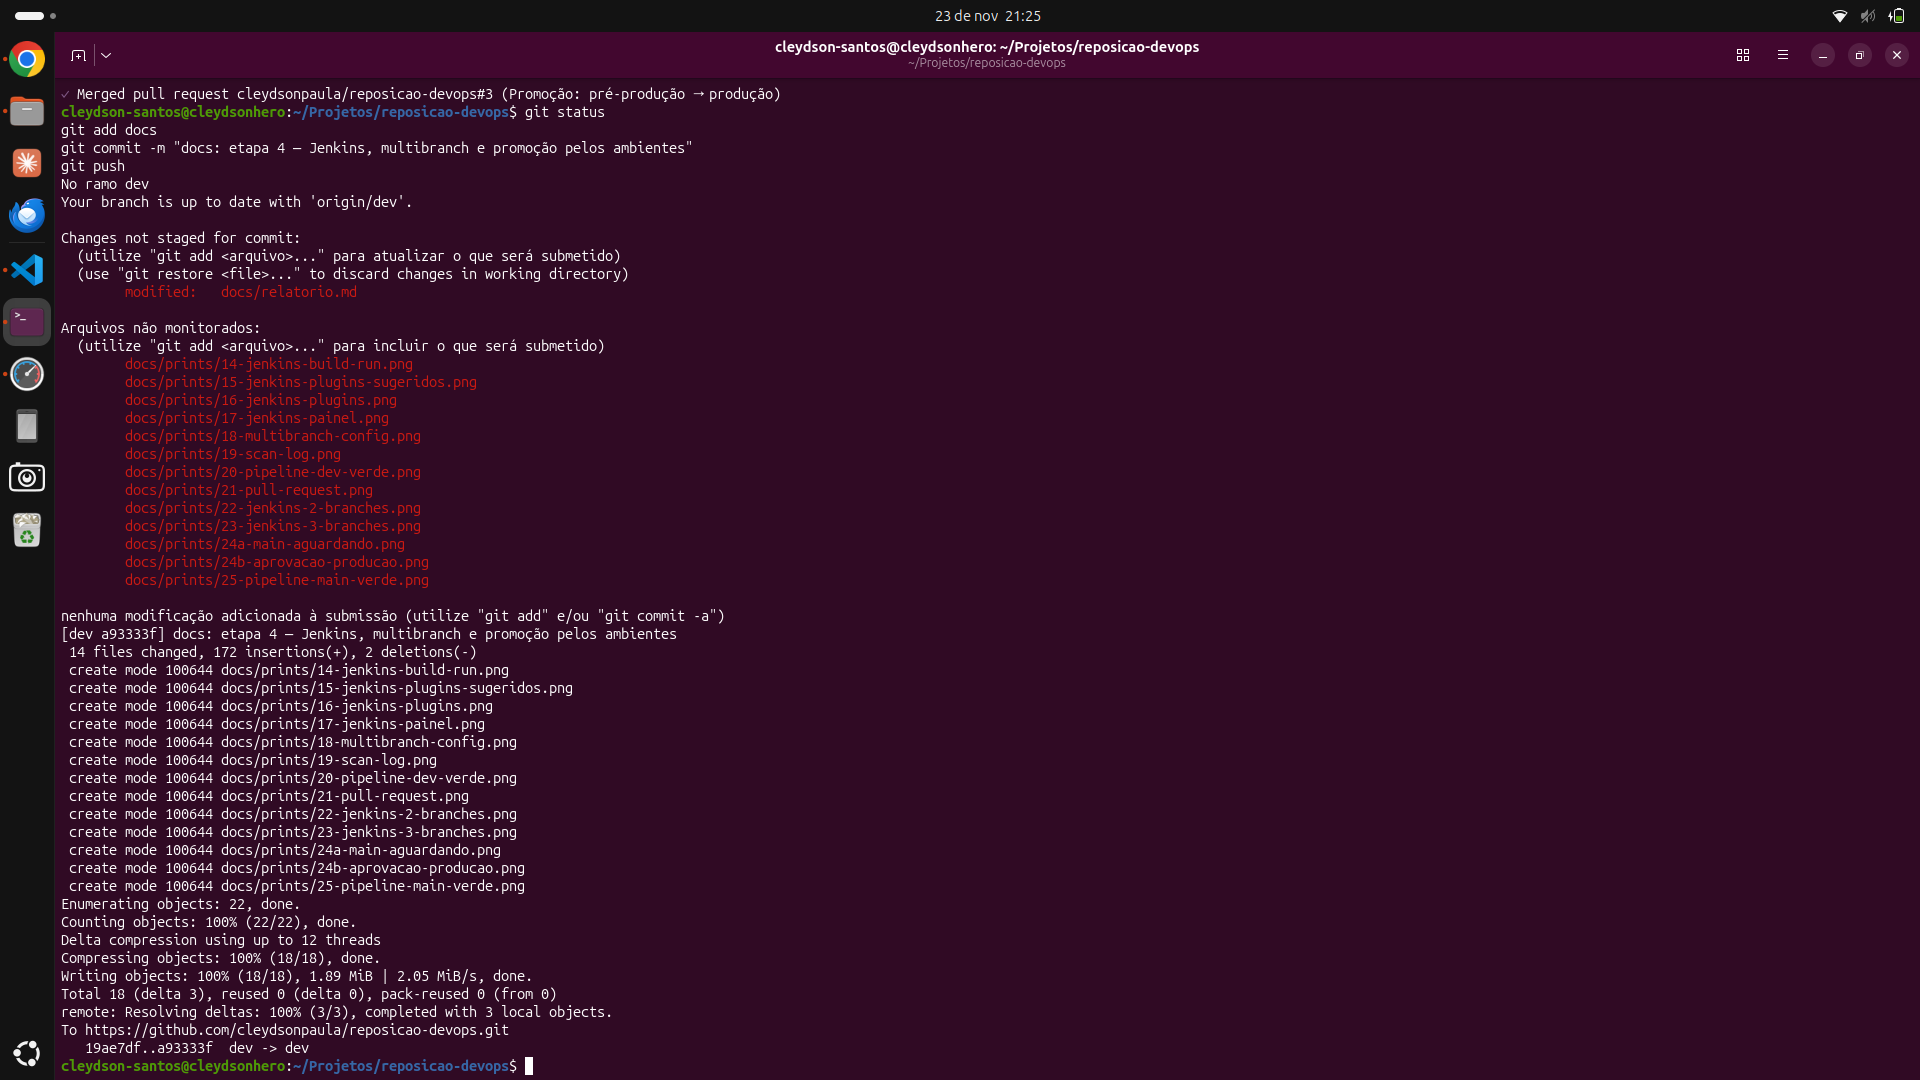 23 de nov  21:25
cleydson-santos@cleydsonhero: ~/Projetos/reposicao-devops
~/Projetos/reposicao-devops
✓ Merged pull request cleydsonpaula/reposicao-devops#3 (Promoção: pré-produção → produção)
cleydson-santos@cleydsonhero:~/Projetos/reposicao-devops$ git status
git add docs
git commit -m "docs: etapa 4 — Jenkins, multibranch e promoção pelos ambientes"
git push
No ramo dev
Your branch is up to date with 'origin/dev'.
Changes not staged for commit:
  (utilize "git add <arquivo>..." para atualizar o que será submetido)
  (use "git restore <file>..." to discard changes in working directory)
        modified:   docs/relatorio.md
Arquivos não monitorados:
  (utilize "git add <arquivo>..." para incluir o que será submetido)
        docs/prints/14-jenkins-build-run.png
        docs/prints/15-jenkins-plugins-sugeridos.png
        docs/prints/16-jenkins-plugins.png
        docs/prints/17-jenkins-painel.png
        docs/prints/18-multibranch-config.png
        docs/prints/19-scan-log.png
        docs/prints/20-pipeline-dev-verde.png
        docs/prints/21-pull-request.png
        docs/prints/22-jenkins-2-branches.png
        docs/prints/23-jenkins-3-branches.png
        docs/prints/24a-main-aguardando.png
        docs/prints/24b-aprovacao-producao.png
        docs/prints/25-pipeline-main-verde.png
nenhuma modificação adicionada à submissão (utilize "git add" e/ou "git commit -a")
[dev a93333f] docs: etapa 4 — Jenkins, multibranch e promoção pelos ambientes
 14 files changed, 172 insertions(+), 2 deletions(-)
 create mode 100644 docs/prints/14-jenkins-build-run.png
 create mode 100644 docs/prints/15-jenkins-plugins-sugeridos.png
 create mode 100644 docs/prints/16-jenkins-plugins.png
 create mode 100644 docs/prints/17-jenkins-painel.png
 create mode 100644 docs/prints/18-multibranch-config.png
 create mode 100644 docs/prints/19-scan-log.png
 create mode 100644 docs/prints/20-pipeline-dev-verde.png
 create mode 100644 docs/prints/21-pull-request.png
 create mode 100644 docs/prints/22-jenkins-2-branches.png
 create mode 100644 docs/prints/23-jenkins-3-branches.png
 create mode 100644 docs/prints/24a-main-aguardando.png
 create mode 100644 docs/prints/24b-aprovacao-producao.png
 create mode 100644 docs/prints/25-pipeline-main-verde.png
Enumerating objects: 22, done.
Counting objects: 100% (22/22), done.
Delta compression using up to 12 threads
Compressing objects: 100% (18/18), done.
Writing objects: 100% (18/18), 1.89 MiB | 2.05 MiB/s, done.
Total 18 (delta 3), reused 0 (delta 0), pack-reused 0 (from 0)
remote: Resolving deltas: 100% (3/3), completed with 3 local objects.
To https://github.com/cleydsonpaula/reposicao-devops.git
   19ae7df..a93333f  dev -> dev
cleydson-santos@cleydsonhero:~/Projetos/reposicao-devops$